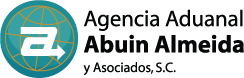 a
Agencia Aduanal
Abuin Almeida
y Asociados, S.C.